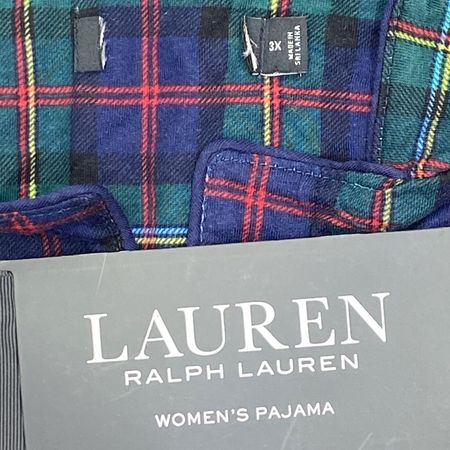 3X
MADE IN
SRI LANKA
LAUREN
RALPH LAUREN
WOMEN'S PAJAMA